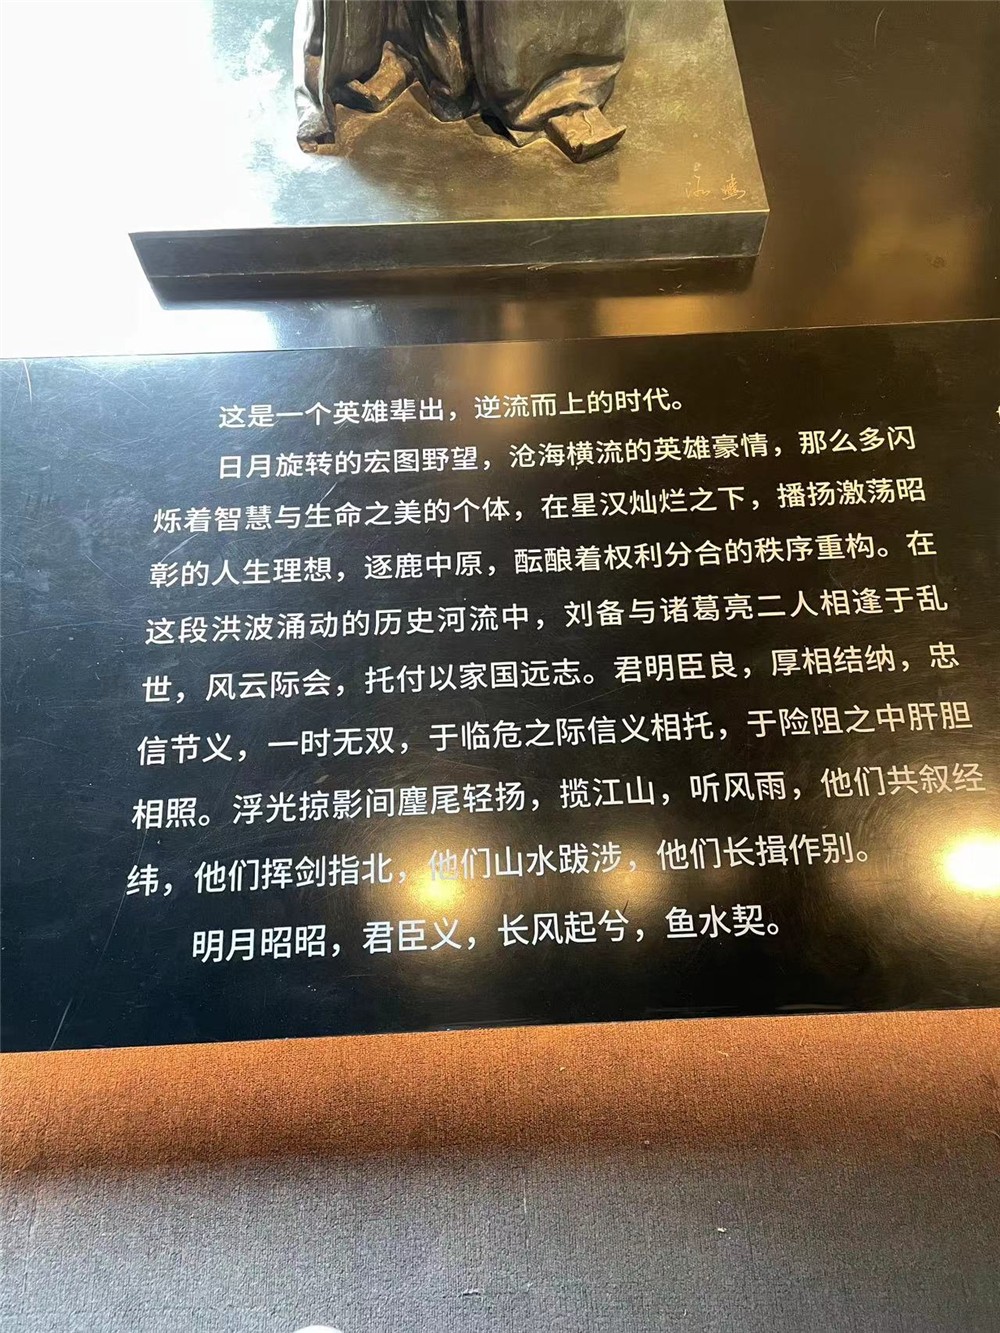 这是一个英雄辈出，逆流而上的时代。
日月旋转的宏图野望，沧海横流的英雄豪情，那么多闪
烁着智慧与生命之美的个体，在星汉灿烂之下，播扬激荡昭
彰的人生理想，逐鹿中原，酝酿着权利分合的秩序重构。在
这段洪波涌动的历史河流中，刘备与诸葛亮二人相逢于乱
世，风云际会，托付以家国远志。君明臣良，厚相结纳，忠
信节义，一时无双，于临危之际信义相托，于险阻之中肝胆
相照。浮光掠影间麈尾轻扬，揽江山，听风雨，他们共叙经
纬，他们挥剑指北，他们山水跋涉，他们长揖作别。
明月昭昭，君臣义，长风起兮，鱼水契。